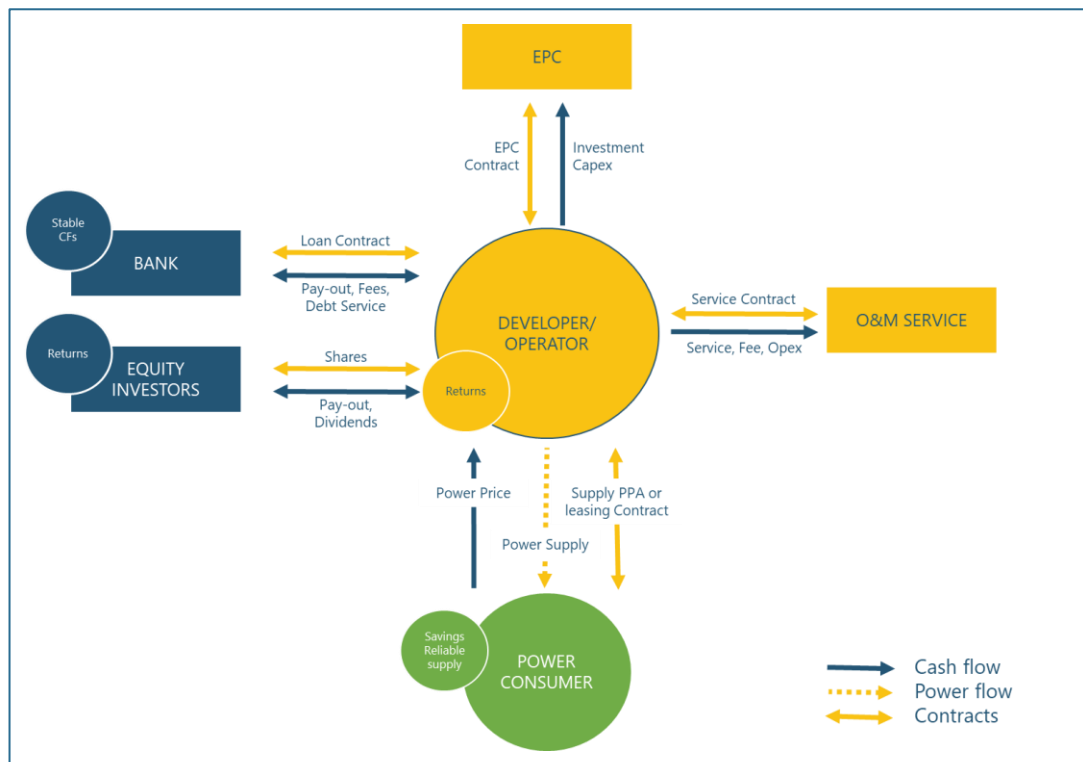 EPC
EPC
Contract
Investment
Capex
Stable
CFs
BANK
Loan Contract
Pay-out, Fees,
Debt Service
Returns
EQUITY
INVESTORS
Shares
Pay-out,
Dividends
DEVELOPER/
OPERATOR
Returns
Service Contract
Service, Fee, Opex
O&M SERVICE
Power Price
Power Supply
Supply PPA or
leasing Contract
Savings
Reliable
supply
POWER
CONSUMER
Cash flow
Power flow
Contracts